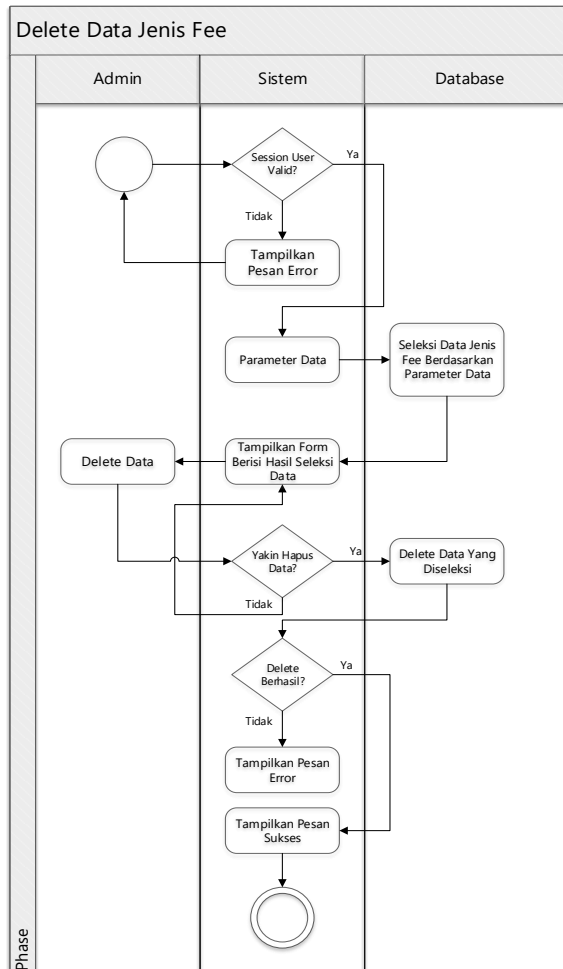 Delete Data Jenis Fee
Admin
Sistem
Database
Session User
Valid?
Ya
Tidak
Tampilkan
Pesan Error
Parameter Data
Seleksi Data Jenis
Fee Berdasarkan
Parameter Data
Delete Data
Tampilkan Form
Berisi Hasil Seleksi
Data
Yakin Hapus
Data?
Ya
Delete Data Yang
Diseleksi
Tidak
Delete
Berhasil?
Ya
Tidak
Tampilkan Pesan
Error
Tampilkan Pesan
Sukses
Phase